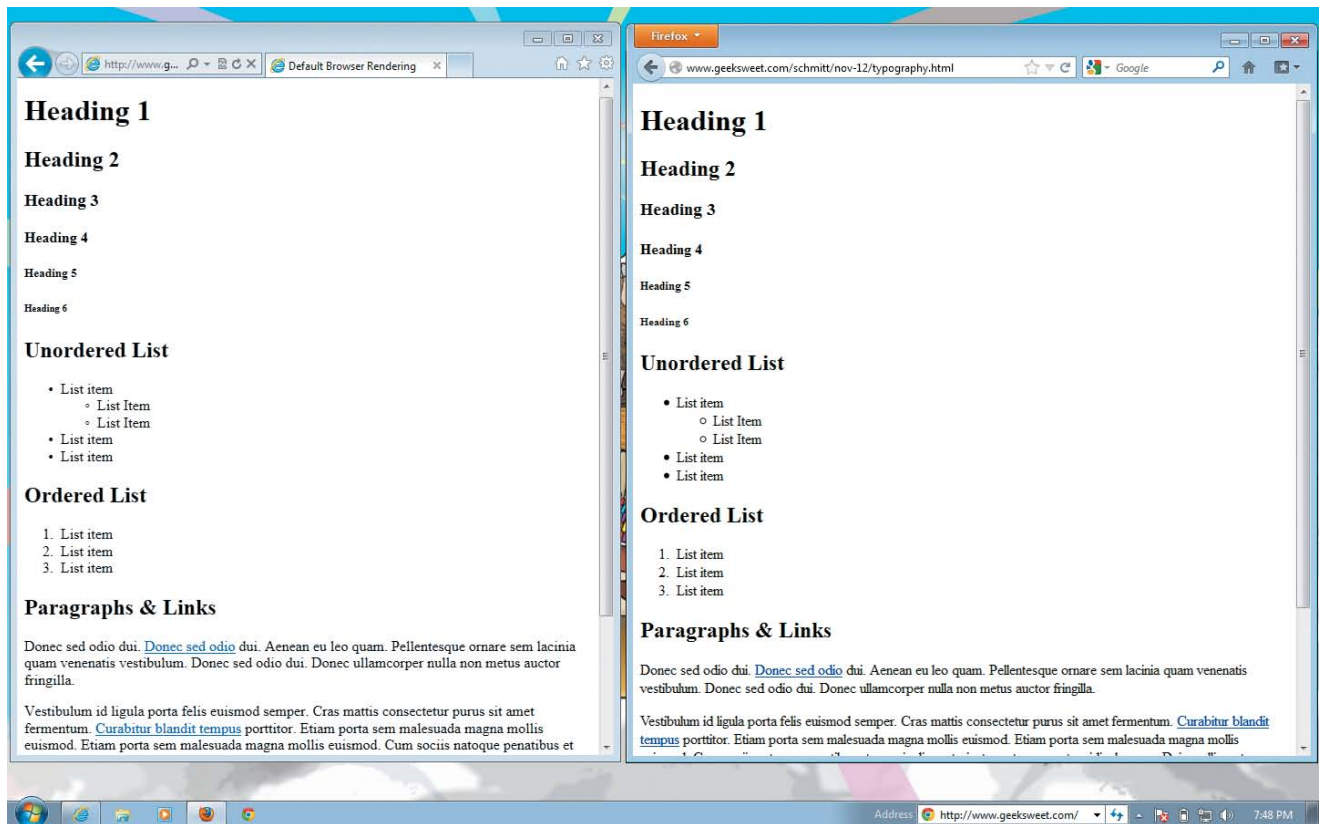 http://www.g...
Default Browser Rendering
Heading 1
Heading 2
Heading 3
Heading 4
Heading 5
Heading 6
Unordered List
• List item
◦ List Item
◦ List Item
• List item
• List item
Ordered List
1. List item
2. List item
3. List item
Paragraphs & Links
Donec sed odio dui. Donec sed odio dui. Aenean eu leo quam. Pellentesque ornare sem lacinia
quam venenatis vestibulum. Donec sed odio dui. Donec ullamcorper nulla non metus auctor
fringilla.
Vestibulum id ligula porta felis euismod semper. Cras mattis consectetur purus sit amet
fermentum. Curabitur blandit tempus porttitor. Etiam porta sem malesuada magna mollis
euismod. Etiam porta sem malesuada magna mollis euismod. Cum sociis natoque penatibus et
Firefox
www.geeksweet.com/schmitt/nov-12/typography.html
Google
Heading 1
Heading 2
Heading 3
Heading 4
Heading 5
Heading 6
Unordered List
• List item
◦ List Item
◦ List Item
• List item
• List item
Ordered List
1. List item
2. List item
3. List item
Paragraphs & Links
Donec sed odio dui. Donec sed odio dui. Aenean eu leo quam. Pellentesque ornare sem lacinia quam venenatis
vestibulum. Donec sed odio dui. Donec ullamcorper nulla non metus auctor fringilla.
Vestibulum id ligula porta felis euismod semper. Cras mattis consectetur purus sit amet fermentum. Curabitur blandit
tempus porttitor. Etiam porta sem malesuada magna mollis euismod. Etiam porta sem malesuada magna mollis
Address
http://www.geeksweet.com/
7:48 PM